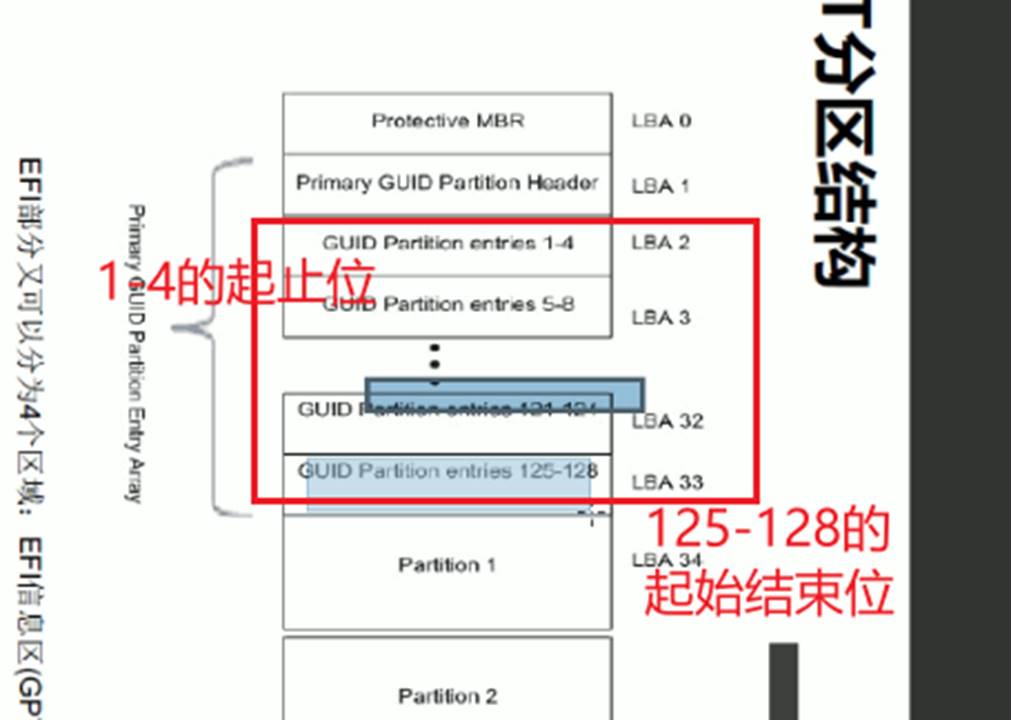 T分区结构
Protective MBR
LBA 0
Primary GUID Partition Header
LBA 1
GUID Partition entries 1-4
LBA 2
1-4的起止位
GUID Partition entries 5-8
LBA 3
GUID Partition entries 121-124
LBA 32
GUID Partition entries 125-128
LBA 33
125-128的
起始结束位
Partition 1
LBA 34
Partition 2
Primary GUID Partition Entry Array
EFI部分又可以分为4个区域：EFI信息区(GP